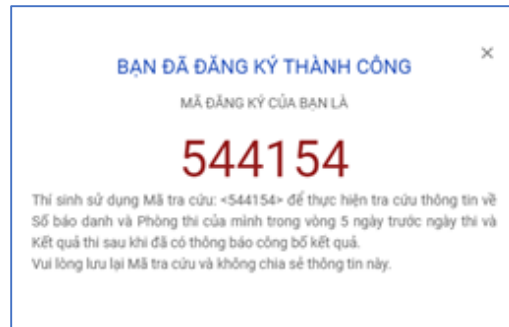 BẠN ĐÃ ĐĂNG KÝ THÀNH CÔNG
MÃ ĐĂNG KÝ CỦA BẠN LÀ
544154
Thí sinh sử dụng Mã tra cứu: <544154> để thực hiện tra cứu thông tin về
Số báo danh và Phòng thi của mình trong vòng 5 ngày trước ngày thi và
Kết quả thi sau khi đã có thông báo công bố kết quả.
Vui lòng lưu lại Mã tra cứu và không chia sẻ thông tin này.